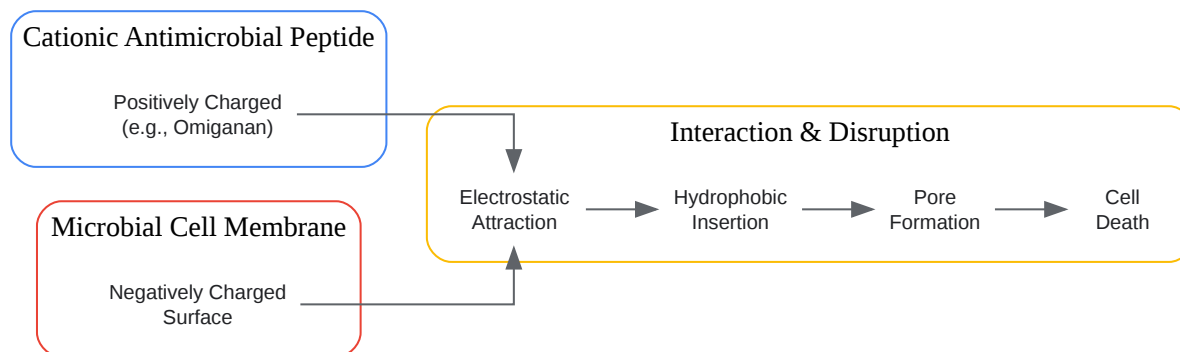 Cationic Antimicrobial Peptide
Positively Charged
(e.g., Omiganan)
Microbial Cell Membrane
Negatively Charged
Surface
Interaction & Disruption
Electrostatic
Attraction
Hydrophobic
Insertion
Pore
Formation
Cell
Death